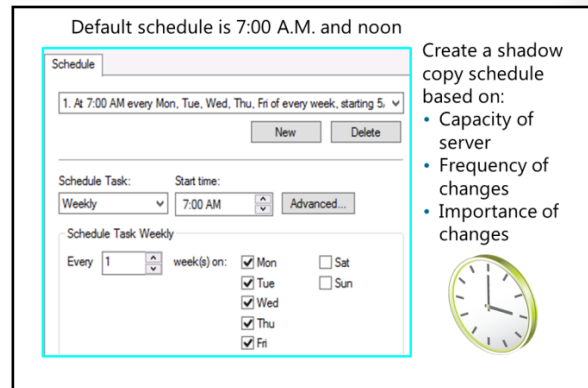 Default schedule is 7:00 A.M. and noon
Schedule
1. At 7:00 AM every Mon, Tue, Wed, Thu, Fri of every week, starting 5/
New
Delete
Schedule Task:
Start time:
Weekly
7:00 AM
Advanced...
Schedule Task Weekly
Every 1 week(s) on:
Mon
Sat
Tue
Sun
Wed
Thu
Fri
Create a shadow
copy schedule
based on:
• Capacity of
server
• Frequency of
changes
• Importance of
changes